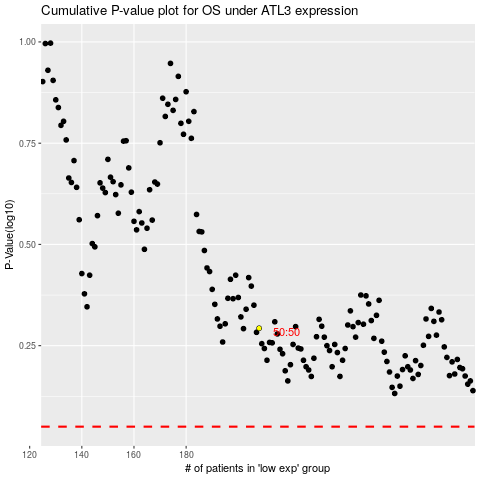 Cumulative P-value plot for OS under ATL3 expression
P-Value(log10)
1.00
0.75
0.50
0.25
50:50
120 140 160 180
# of patients in 'low exp' group